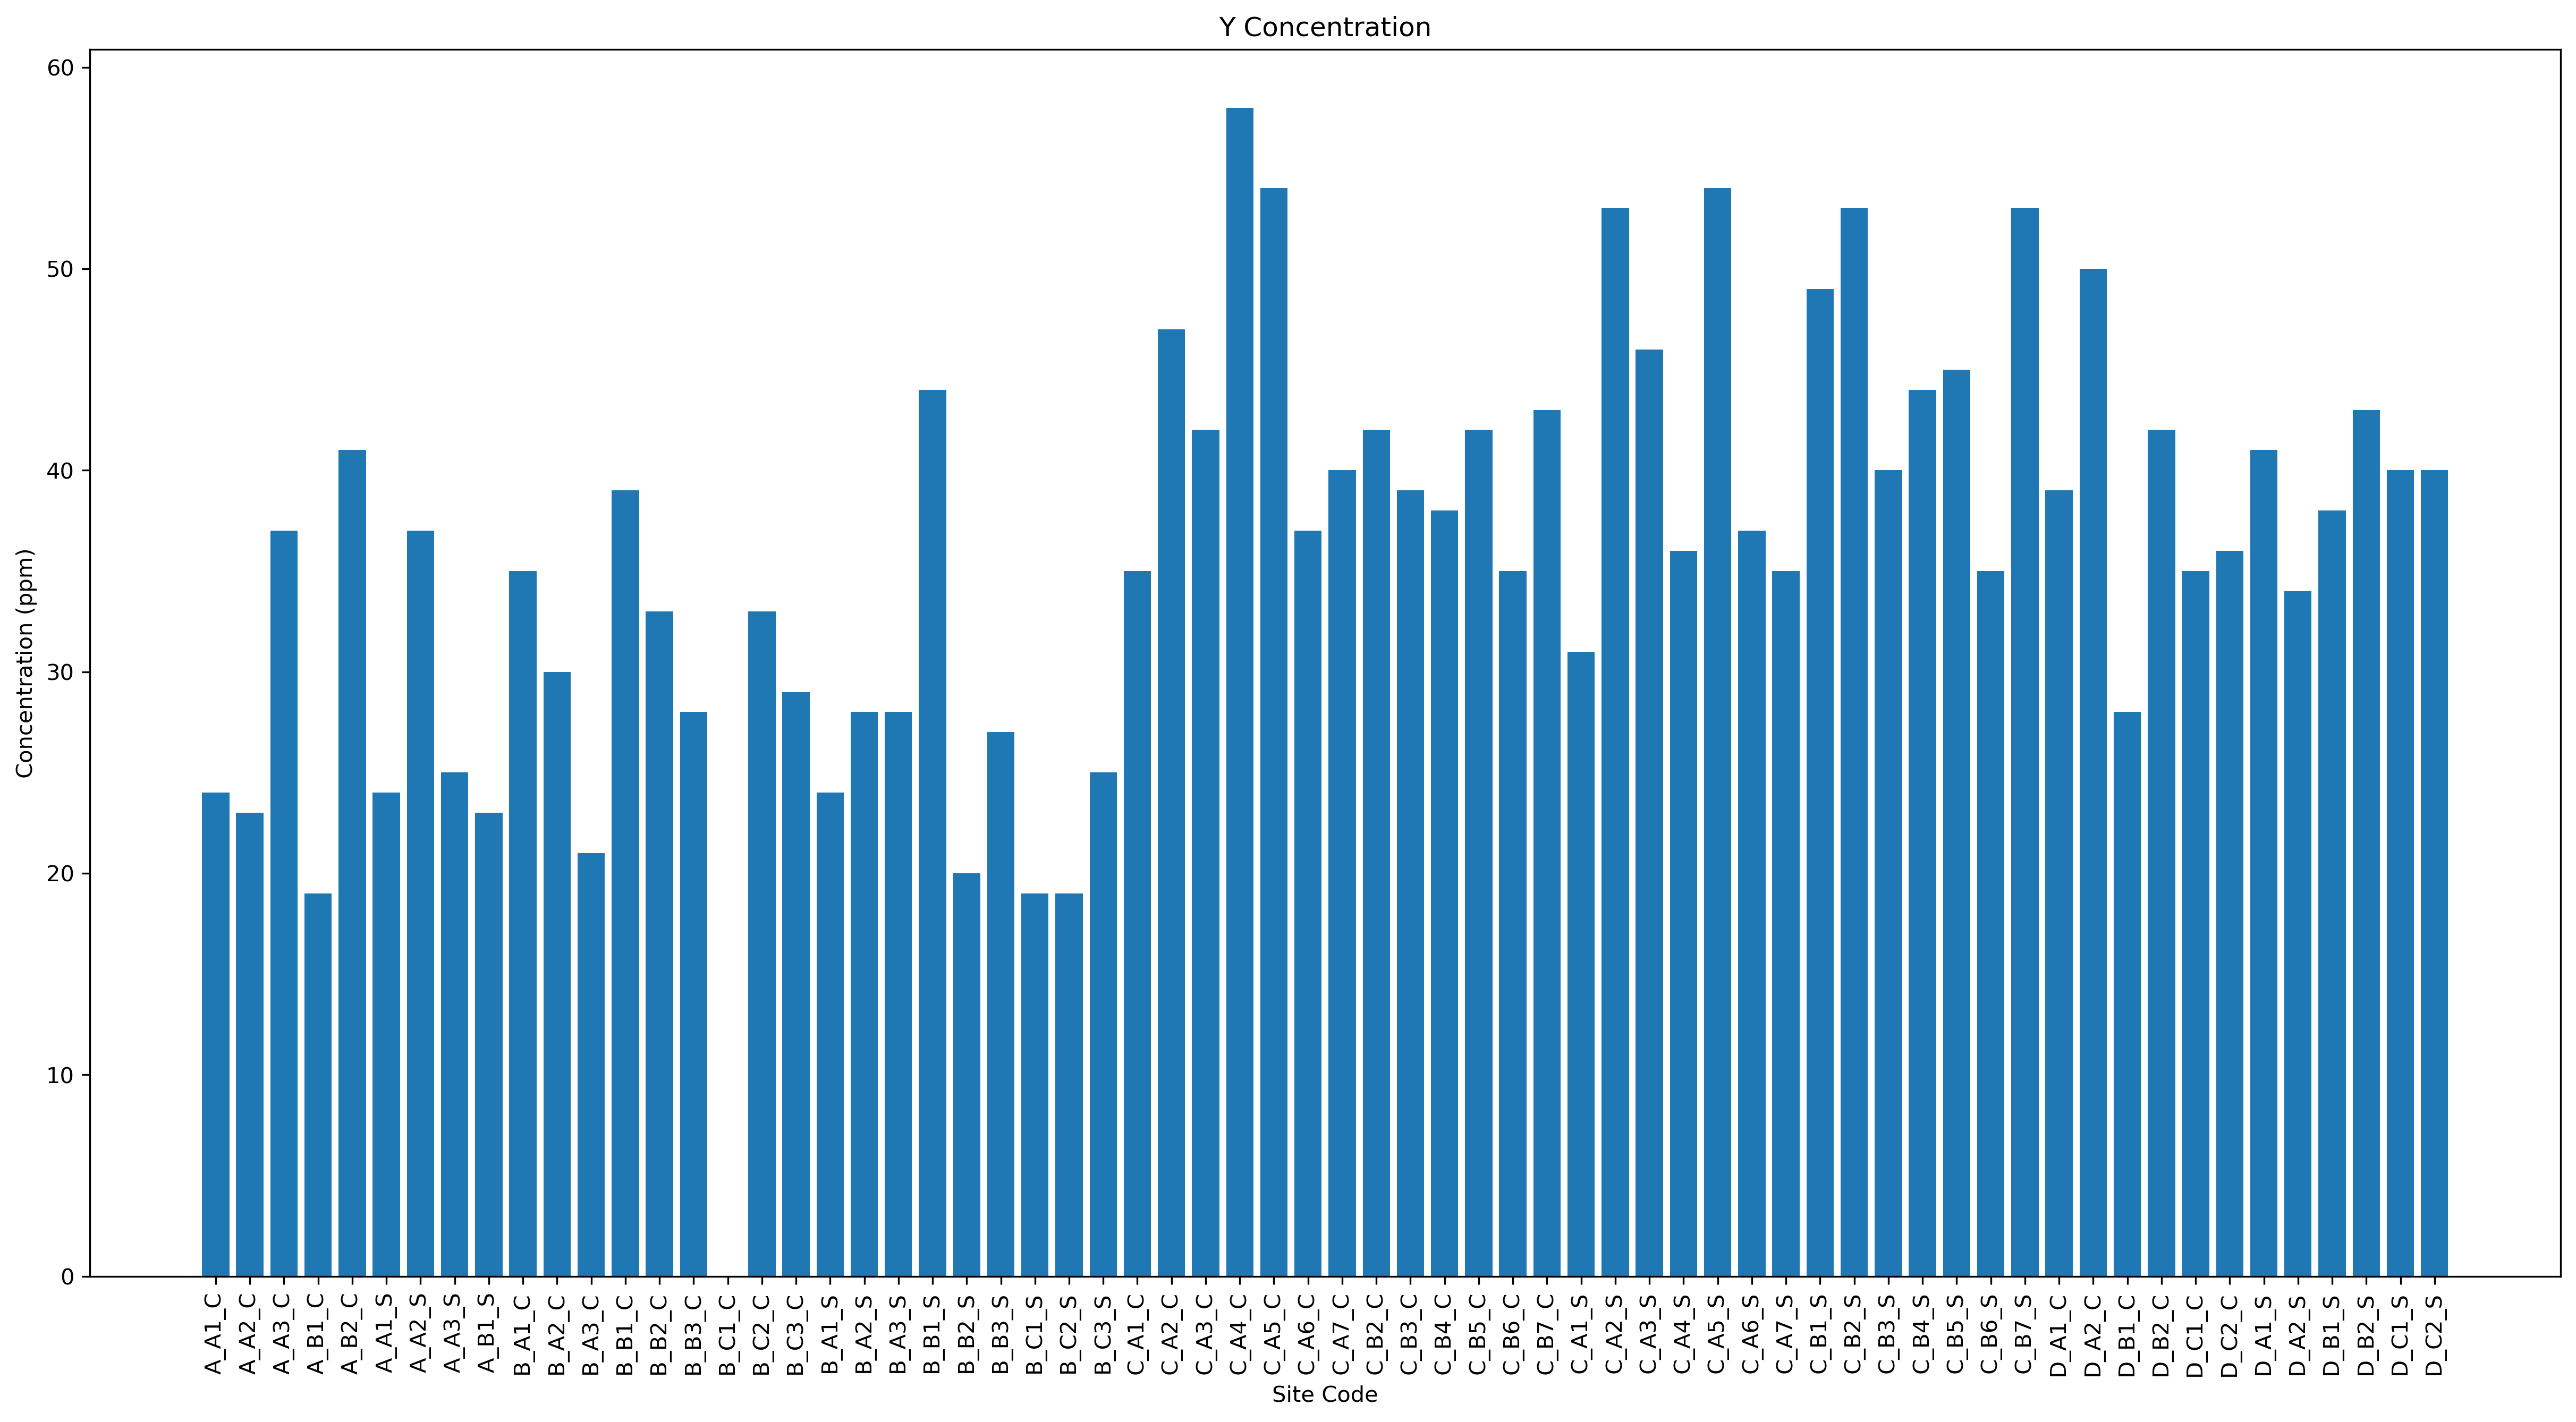 Y Concentration
60
50
40
30
20
10
0
Concentration (ppm)
A_A1_C
A_A2_C
A_A3_C
A_B1_C
A_B2_C
A_A1_S
A_A2_S
A_A3_S
A_B1_S
B_A1_C
B_A2_C
B_A3_C
B_B1_C
B_B2_C
B_B3_C
B_C1_C
B_C2_C
B_C3_C
B_A1_S
B_A2_S
B_A3_S
B_B1_S
B_B2_S
B_B3_S
B_C1_S
B_C2_S
B_C3_S
C_A1_C
C_A2_C
C_A3_C
C_A4_C
C_A5_C
C_A6_C
C_A7_C
C_B2_C
C_B3_C
C_B4_C
C_B5_C
C_B6_C
C_B7_C
C_A1_S
C_A2_S
C_A3_S
C_A4_S
C_A5_S
C_A6_S
C_A7_S
C_B1_S
C_B2_S
C_B3_S
C_B4_S
C_B5_S
C_B6_S
C_B7_S
D_A1_C
D_A2_C
D_B1_C
D_B2_C
D_C1_C
D_C2_C
D_A1_S
D_A2_S
D_B1_S
D_B2_S
D_C1_S
D_C2_S
Site Code